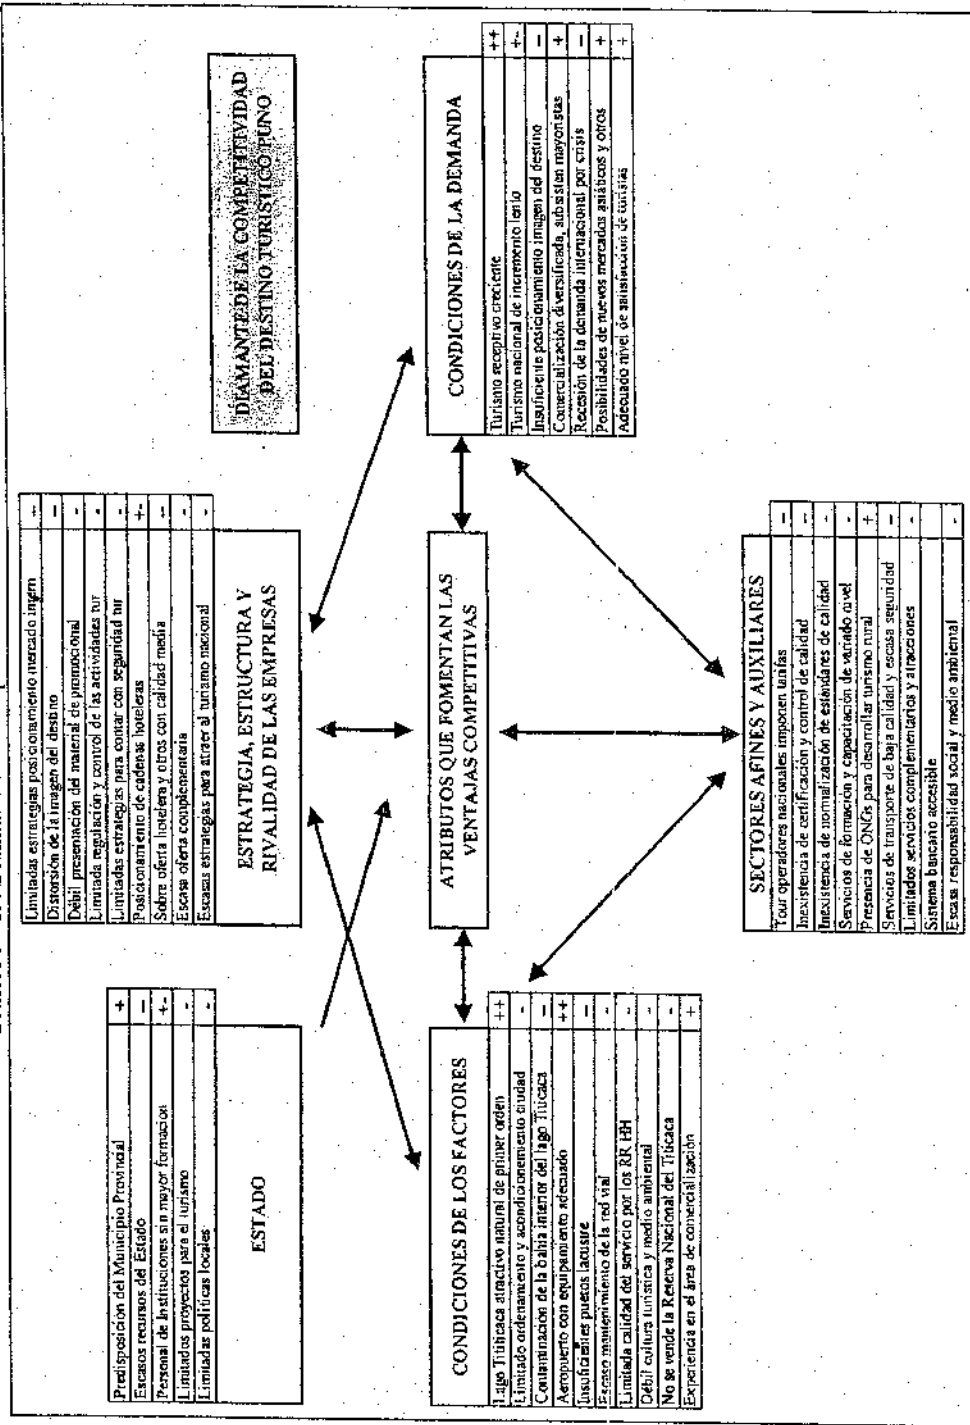 DIAMANTE DE LA COMPETITIVIDAD
DEL DESTINO TURISTICO PUNO
Predisposición del Municipio Provincial +
Escasos recursos del Estado –
Personal de Instituciones sin mayor formación +-
Limitados proyectos para el turismo -
Limitadas políticas locales -
ESTADO
Limitadas estrategias posicionamiento mercado intern
Distorsión de la imagen del destino –
Débil presentación del material de promocional -
Limitada regulación y control de las actividades tur -
Limitadas estrategias para contar con seguridad tur -
Posicionamiento de cadenas hoteleras +-
Sobre oferta hotelera y otros con calidad media
Escasa oferta complementaria -
Escasas estrategias para atraer al turismo nacional -
ESTRATEGIA, ESTRUCTURA Y
RIVALIDAD DE LAS EMPRESAS
CONDICIONES DE LOS FACTORES
Lago Tititicaca atractivo natural de primer orden ++
Limitado ordenamiento y acondicionemiento ciudad -
Contaminación de la bahia interior del lago Titicaca –
Aeropuerto con equipamiento adecuado ++
Insuficientes puetos lacustre –
Escaso mantenimiento de la red vial -
Limitada calidad del servicio por los RR HH -
Débil cultura turística y medio ambiental -
No se vende la Reserva Nacional del Titicaca -
Experiencia en el área de comercialización +
ATRIBUTOS QUE FOMENTAN LAS
VENTAJAS COMPETITIVAS
CONDICIONES DE LA DEMANDA
Turismo receptivo creciente ++
Turismo nacional de incremento lento +-
Insuficiente posicionamiento imagen del destino –
Comercialización diversificada, subsisten mayoristas +
Recesión de la demanda internacional por crisis –
Posibilidades de nuevos mercados asiáticos y otros +
Adecuado nivel de satisfacción de turistas +
SECTORES AFINES Y AUXILIARES
Tour operadores nacionales imponen tarifas –
Inexistencia de certificación y control de calidad
Inexistencia de normalización de estándares de calidad
Servicios de formación y capacitación de variado nivel -
Presencia de ONGs para desarrollar turismo rural +
Servicios de transporte de baja calidad y escasa seguridad –
Limitados servicios complementarios y atracciones -
Sistema bancario accesible
Escasa responsabilidad social y medio ambiental -